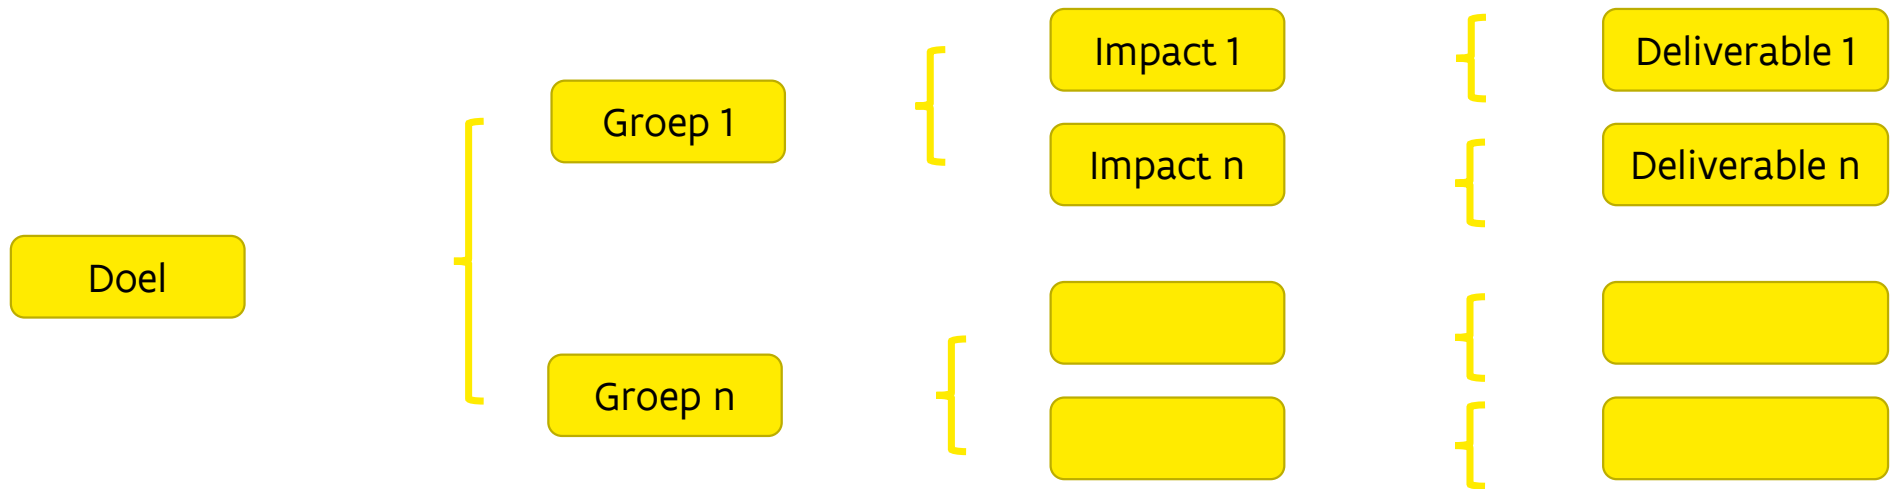 Doel
Groep 1
Groep n
Impact 1
Impact n
Deliverable 1
Deliverable n